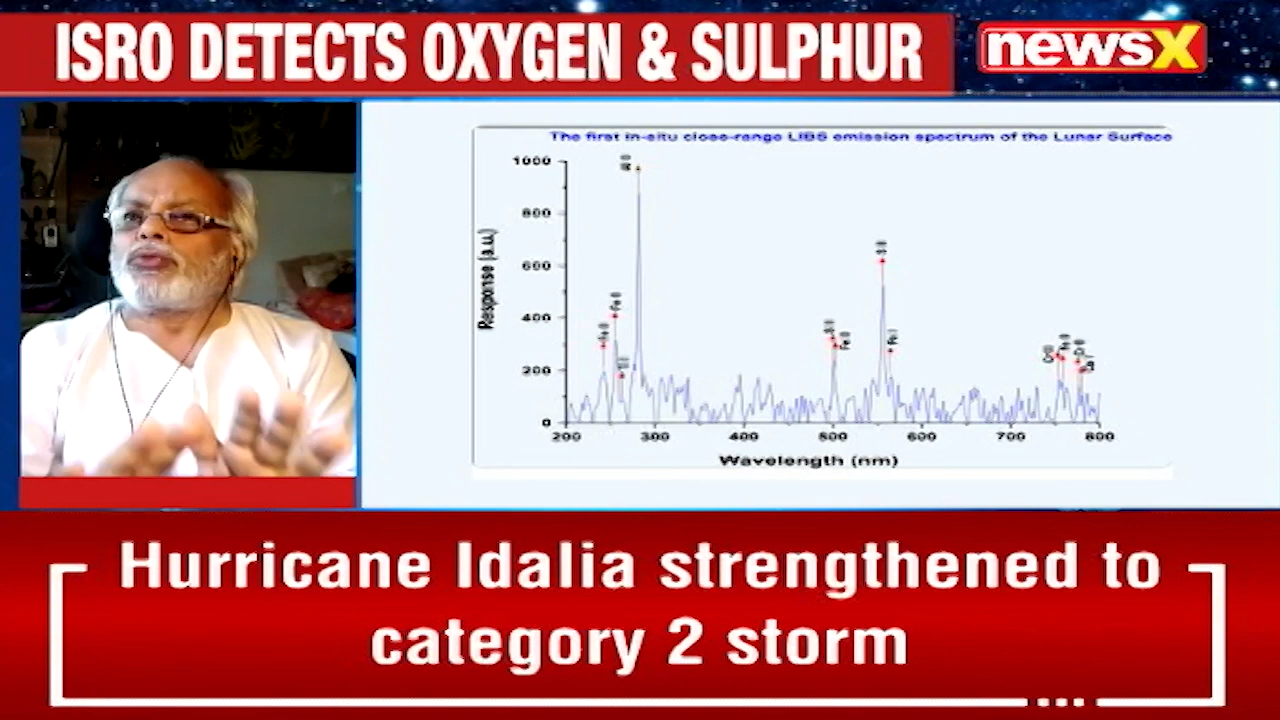 ISRO DETECTS OXYGEN & SULPHUR
newsX
The first in-situ close-range LIBS emission spectrum of the Lunar Surface
Response (a.u.)
1000
800
600
400
200
0
200 300 400 500 600 700 800
Wavelength (nm)
Hurricane Idalia strengthened to
category 2 storm